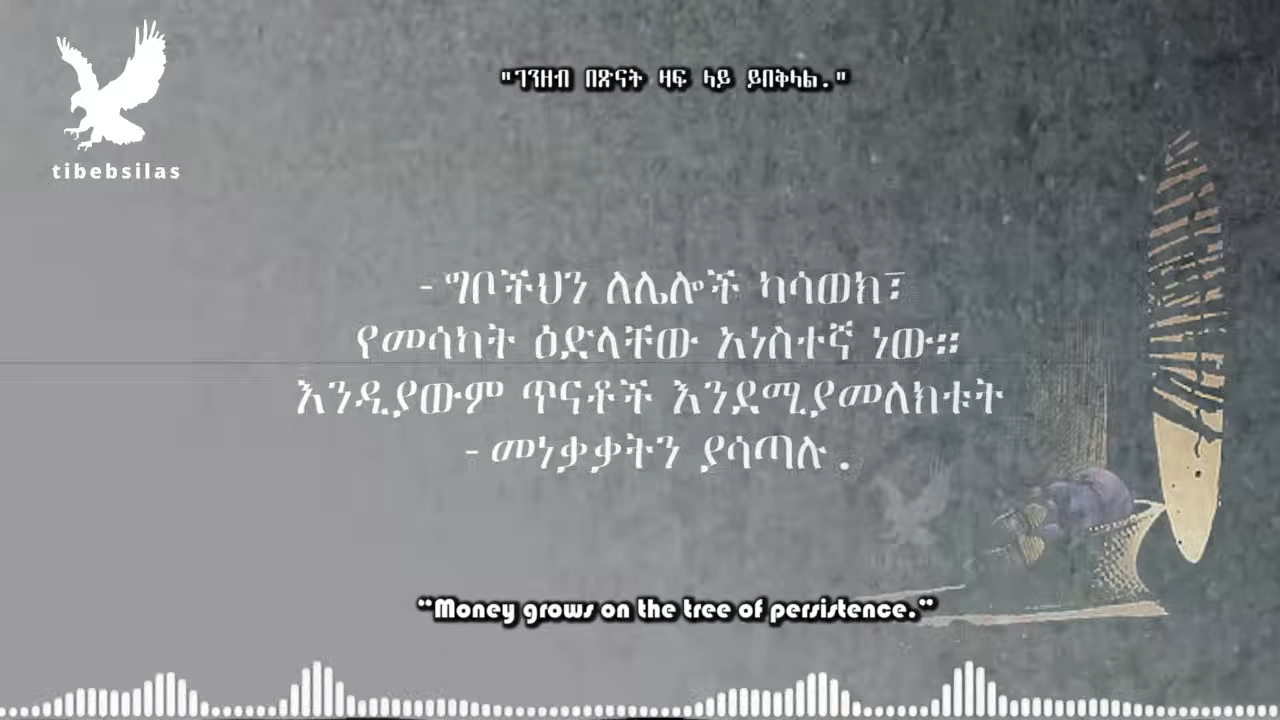 "ገንዘብ በጽናት ዛፍ ላይ ይበቅላል."
tibebsilas
- ግቦችህን ለሌሎች ካሳወክ፣
የመሳካት ዕድላቸው አነስተኛ ነው።
እንዲያውም ጥናቶች እንደሚያመለክቱት
- መነቃቃትን ያሳጣሉ .
“Money grows on the tree of persistence.”